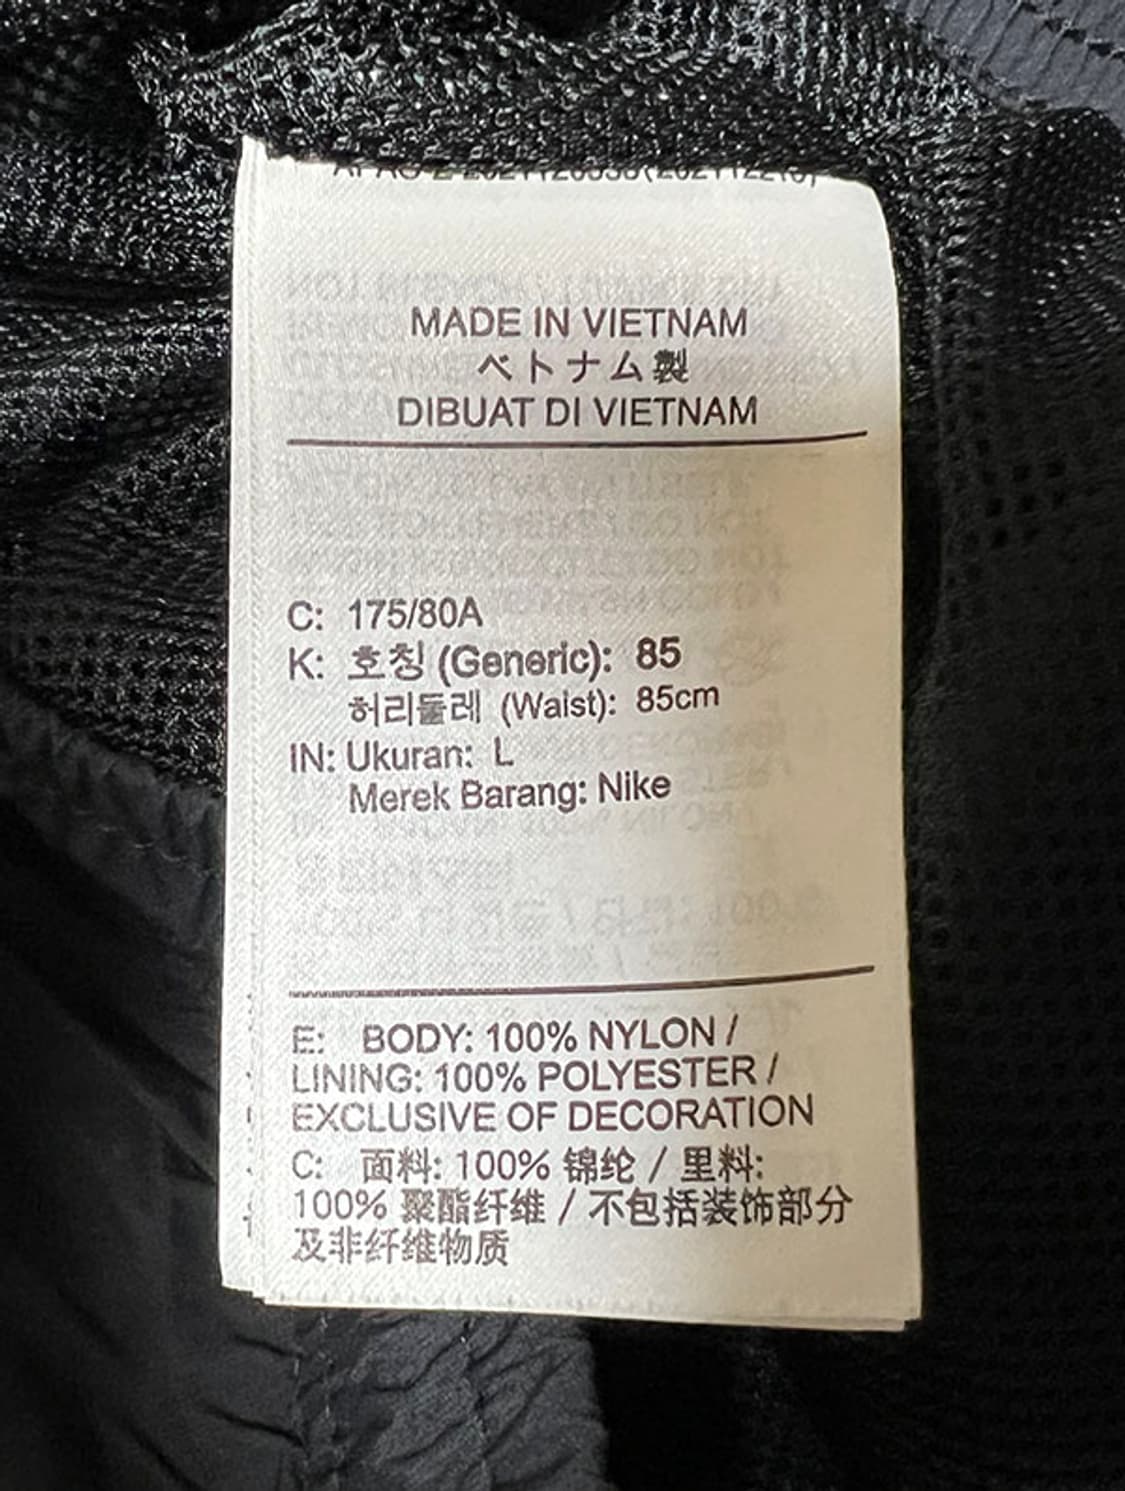 MADE IN VIETNAM
ベトナム製
DIBUAT DI VIETNAM
C: 175/80A
K: 호칭 (Generic): 85
허리둘레 (Waist): 85cm
IN: Ukuran: L
Merek Barang: Nike
E: BODY: 100% NYLON /
LINING: 100% POLYESTER /
EXCLUSIVE OF DECORATION
C: 面料: 100% 锦纶 / 里料:
100% 聚酯纤维 / 不包括装饰部分
及非纤维物质